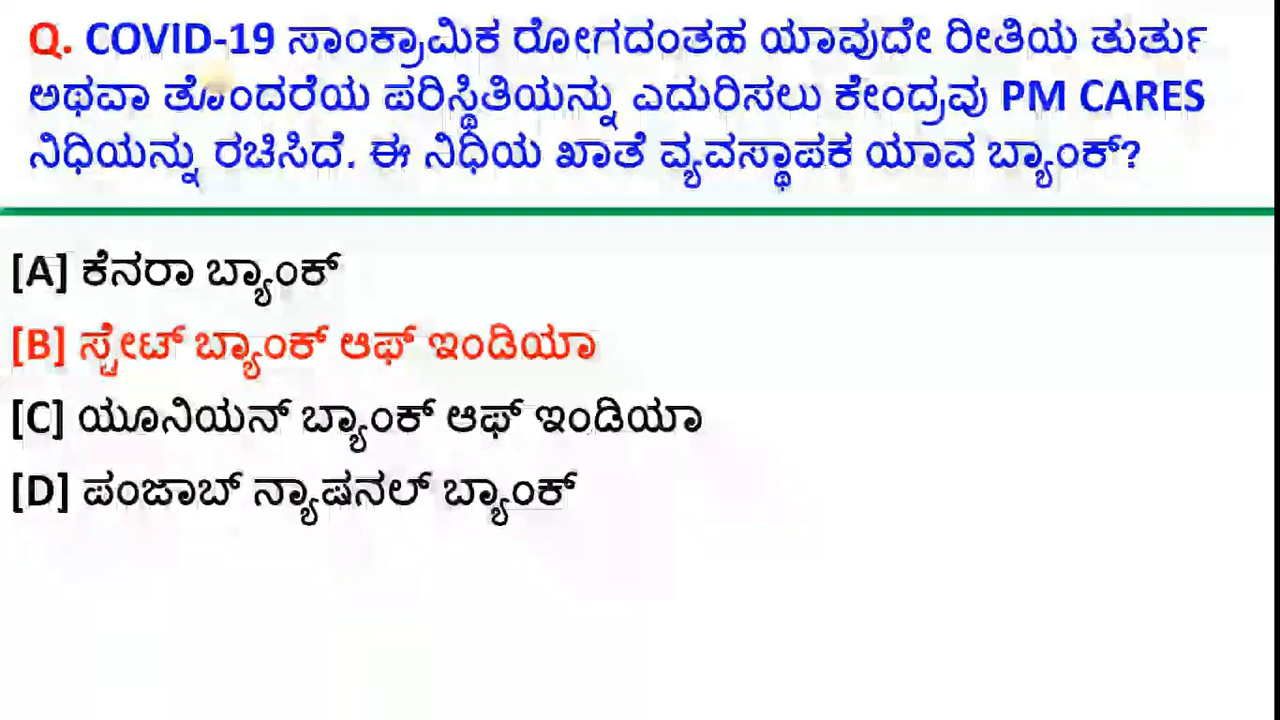 Q. COVID-19 ಸಾಂಕ್ರಾಮಿಕ ರೋಗದಂತಹ ಯಾವುದೇ ರೀತಿಯ ತುರ್ತು
ಅಥವಾ ತೊಂದರೆಯ ಪರಿಸ್ಥಿತಿಯನ್ನು ಎದುರಿಸಲು ಕೇಂದ್ರವು PM CARES
ನಿಧಿಯನ್ನು ರಚಿಸಿದೆ. ಈ ನಿಧಿಯ ಖಾತೆ ವ್ಯವಸ್ಥಾಪಕ ಯಾವ ಬ್ಯಾಂಕ್?
[A] ಕೆನರಾ ಬ್ಯಾಂಕ್
[B] ಸ್ಟೇಟ್ ಬ್ಯಾಂಕ್ ಆಫ್ ಇಂಡಿಯಾ
[C] ಯೂನಿಯನ್ ಬ್ಯಾಂಕ್ ಆಫ್ ಇಂಡಿಯಾ
[D] ಪಂಜಾಬ್ ನ್ಯಾಷನಲ್ ಬ್ಯಾಂಕ್